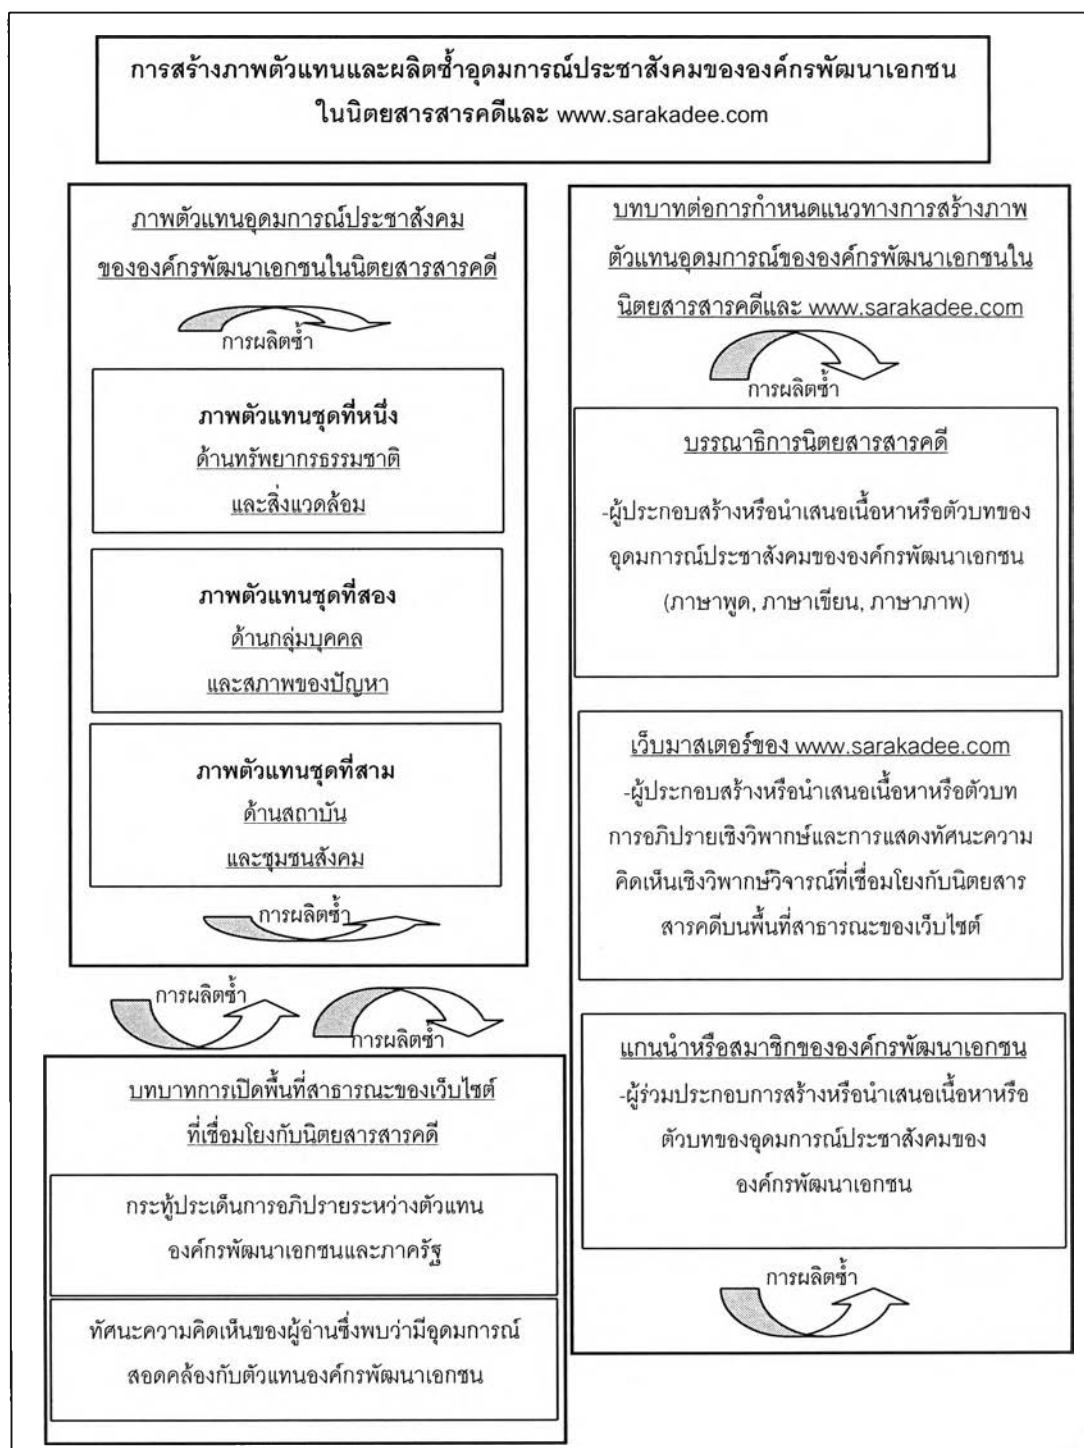 การสร้างภาพตัวแทนและผลิตซ้ำอุดมการณ์ประชาสังคมขององค์กรพัฒนาเอกชน
ในนิตยสารสารคดีและ www.sarakadee.com
ภาพตัวแทนอุดมการณ์ประชาสังคม
ขององค์กรพัฒนาเอกชนในนิตยสารสารคดี
การผลิตซ้ำ
ภาพตัวแทนชุดที่หนึ่ง
ด้านทรัพยากรธรรมชาติ
และสิ่งแวดล้อม
ภาพตัวแทนชุดที่สอง
ด้านกลุ่มบุคคล
และสภาพของปัญหา
ภาพตัวแทนชุดที่สาม
ด้านสถาบัน
และชุมชนสังคม
การผลิตซ้ำ
การผลิตซ้ำ
การผลิตซ้ำ
บทบาทการเปิดพื้นที่สาธารณะของเว็บไซต์
ที่เชื่อมโยงกับนิตยสารสารคดี
กระทู้ประเด็นการอภิปรายระหว่างตัวแทน
องค์กรพัฒนาเอกชนและภาครัฐ
ทัศนะความคิดเห็นของผู้อ่านซึ่งพบว่ามีอุดมการณ์
สอดคล้องกับตัวแทนองค์กรพัฒนาเอกชน
บทบาทต่อการกำหนดแนวทางการสร้างภาพ
ตัวแทนอุดมการณ์ขององค์กรพัฒนาเอกชนใน
นิตยสารสารคดีและ www.sarakadee.com
การผลิตซ้ำ
บรรณาธิการนิตยสารสารคดี
-ผู้ประกอบสร้างหรือนำเสนอเนื้อหาหรือตัวบทของ
อุดมการณ์ประชาสังคมขององค์กรพัฒนาเอกชน
(ภาษาพูด, ภาษาเขียน, ภาษาภาพ)
เว็บมาสเตอร์ของ www.sarakadee.com
-ผู้ประกอบสร้างหรือนำเสนอเนื้อหาหรือตัวบท
การอภิปรายเชิงวิพากษ์และการแสดงทัศนะความ
คิดเห็นเชิงวิพากษ์วิจารณ์ที่เชื่อมโยงกับนิตยสาร
สารคดีบนพื้นที่สาธารณะของเว็บไซต์
แกนนำหรือสมาชิกขององค์กรพัฒนาเอกชน
-ผู้ร่วมประกอบการสร้างหรือนำเสนอเนื้อหาหรือ
ตัวบทของอุดมการณ์ประชาสังคมของ
องค์กรพัฒนาเอกชน
การผลิตซ้ำ